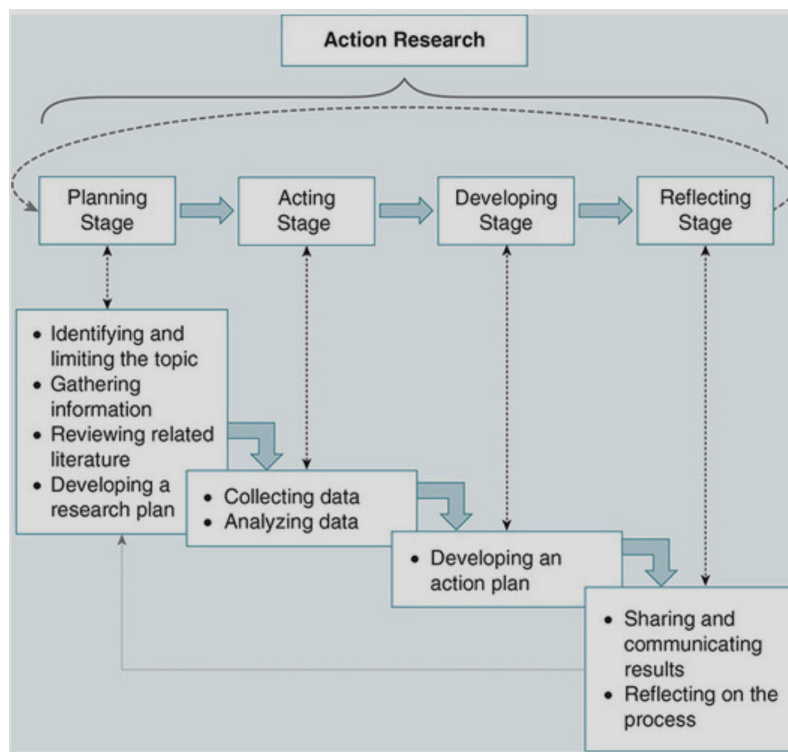 Action Research
Planning
Stage
Acting
Stage
Developing
Stage
Reflecting
Stage
• Identifying and
limiting the topic
• Gathering
information
• Reviewing related
literature
• Developing a
research plan
• Collecting data
• Analyzing data
• Developing an
action plan
• Sharing and
communicating
results
• Reflecting on the
process